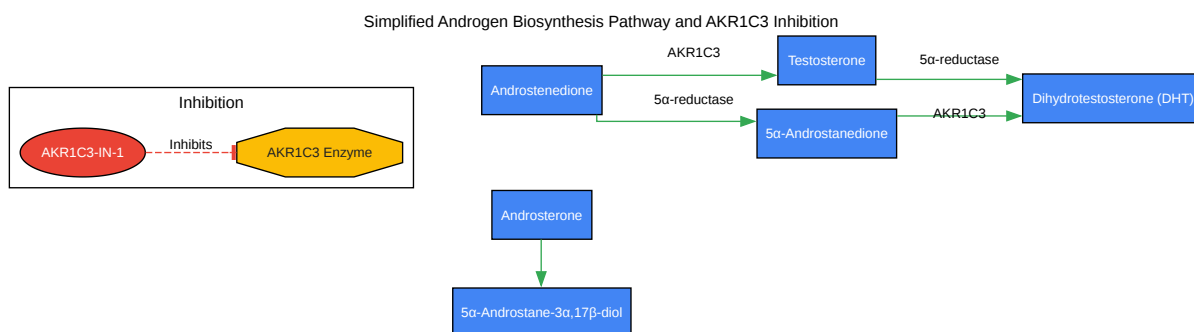 Simplified Androgen Biosynthesis Pathway and AKR1C3 Inhibition
Inhibition
AKR1C3-IN-1
Inhibits
AKR1C3 Enzyme
Androstenedione
AKR1C3
Testosterone
5α-reductase
5α-reductase
5α-Androstanedione
AKR1C3
Dihydrotestosterone (DHT)
Androsterone
5α-Androstane-3α,17β-diol